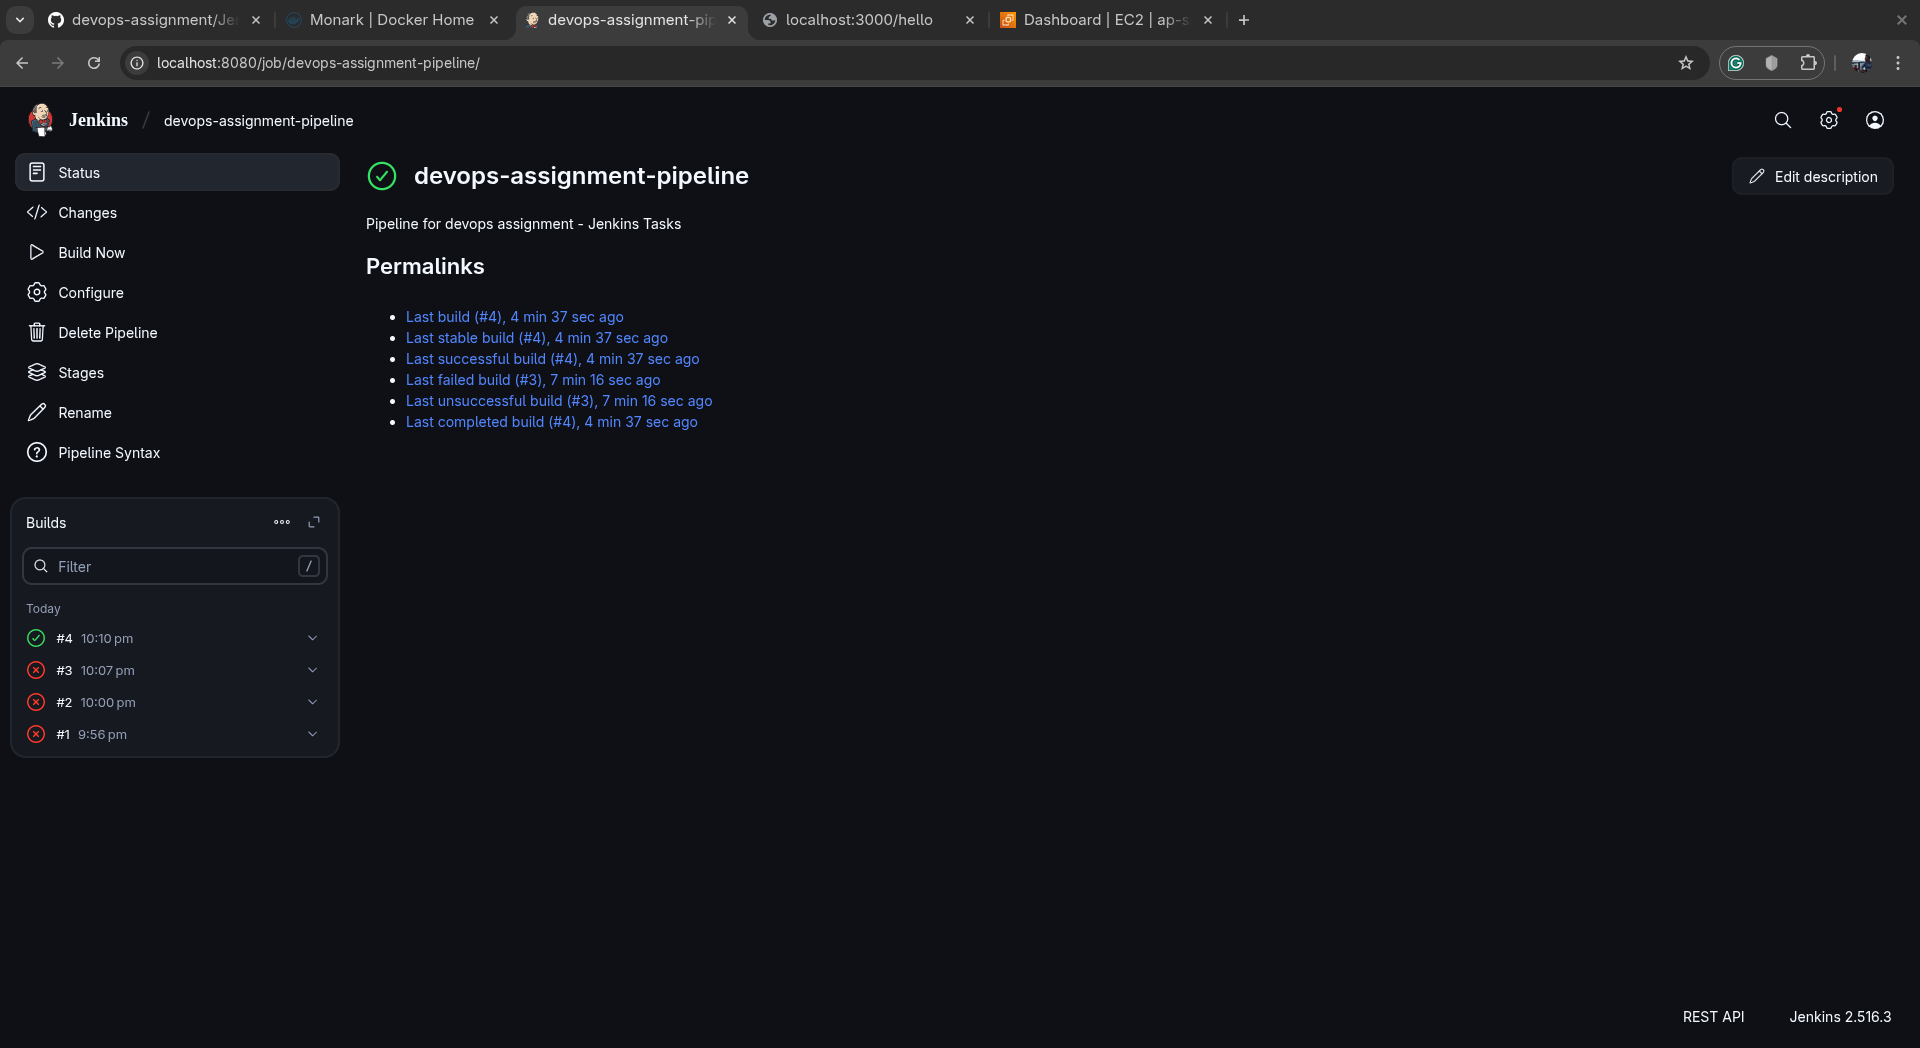 devops-assignment/Je
Monark | Docker Home
devops-assignment-pip
localhost:3000/hello
Dashboard | EC2 | ap-s
localhost:8080/job/devops-assignment-pipeline/
Jenkins / devops-assignment-pipeline
Status
Changes
Build Now
Configure
Delete Pipeline
Stages
Rename
Pipeline Syntax
Builds
Filter /
Today
#4 10:10 pm
#3 10:07 pm
#2 10:00 pm
#1 9:56 pm
devops-assignment-pipeline
Edit description
Pipeline for devops assignment - Jenkins Tasks
Permalinks
Last build (#4), 4 min 37 sec ago
Last stable build (#4), 4 min 37 sec ago
Last successful build (#4), 4 min 37 sec ago
Last failed build (#3), 7 min 16 sec ago
Last unsuccessful build (#3), 7 min 16 sec ago
Last completed build (#4), 4 min 37 sec ago
REST API
Jenkins 2.516.3